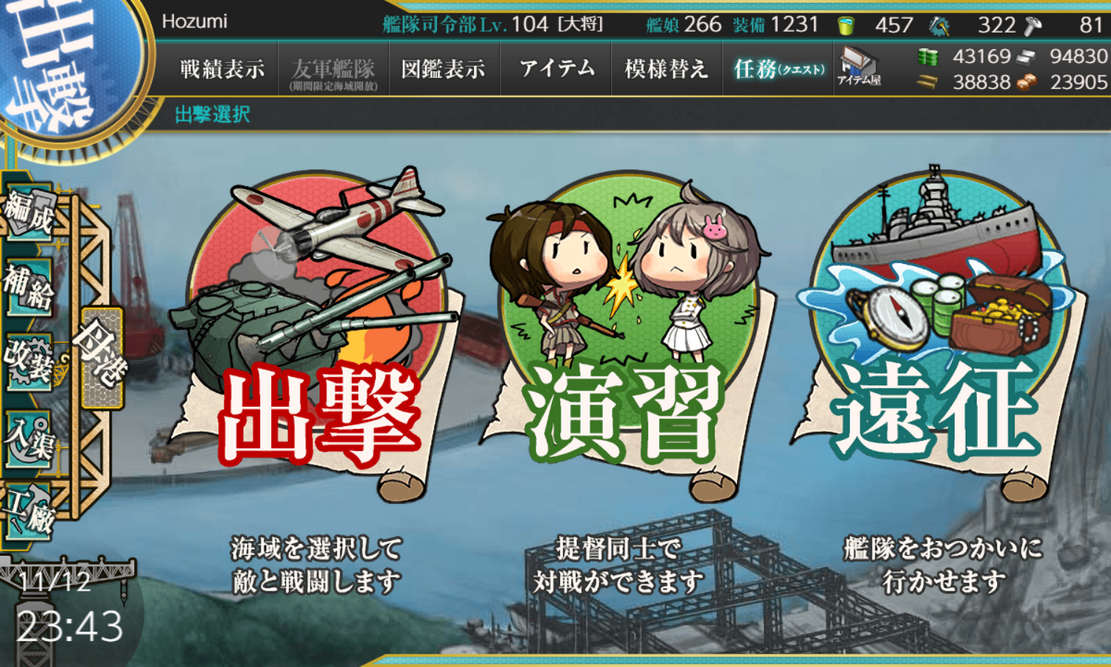 出撃
Hozumi
艦隊司令部Lv.104 [大将]
艦娘 266 装備 1231
457
322
81
戦績表示
友軍艦隊
(期間限定海域開放)
図鑑表示
アイテム
模様替え
任務(クエスト)
アイテム屋
43169
94830
38838
23905
出撃選択
編成
補給
改装
入渠
工廠
母港
出撃
海域を選択して
敵と戦闘します
演習
提督同士で
対戦ができます
遠征
艦隊をおつかいに
行かせます
11/12
23:43